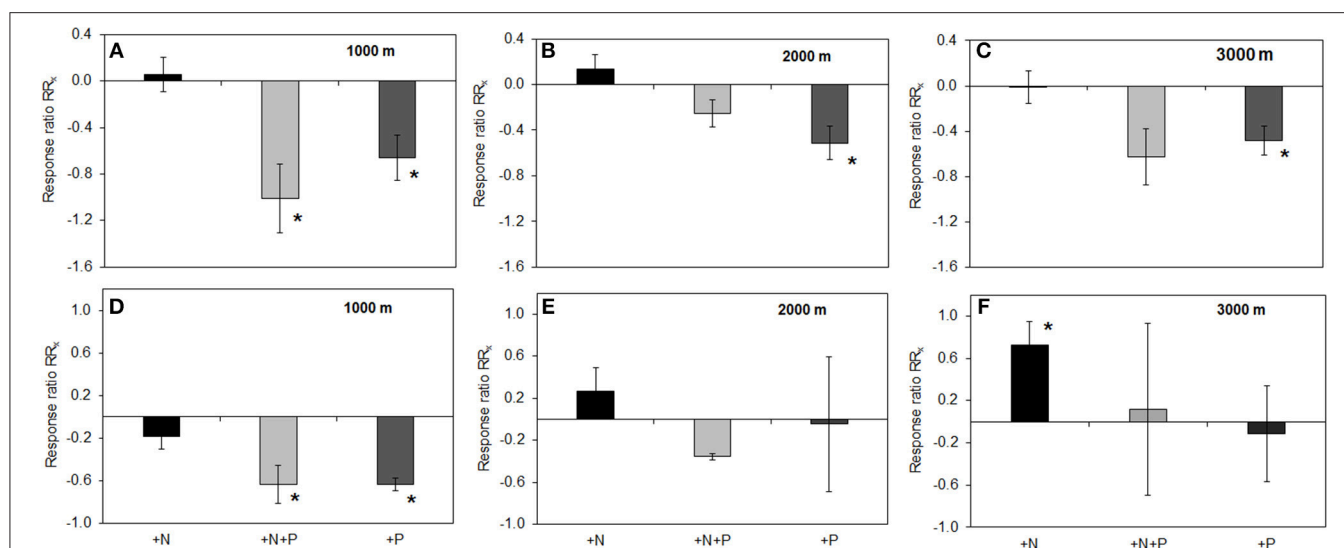 A
1000 m
0.4
0.0
-0.4
-0.8
-1.2
-1.6
Response ratio RRx
*
*
B
2000 m
0.4
0.0
-0.4
-0.8
-1.2
-1.6
Response ratio RRx
*
C
3000 m
0.4
0.0
-0.4
-0.8
-1.2
-1.6
Response ratio RRx
*
D
1000 m
1.0
0.6
0.2
-0.2
-0.6
-1.0
Response ratio RRx
*
*
+N
+N+P
+P
E
2000 m
1.0
0.6
0.2
-0.2
-0.6
-1.0
Response ratio RRx
+N
+N+P
+P
F
3000 m
1.0
0.6
0.2
-0.2
-0.6
-1.0
Response ratio RRx
*
+N
+N+P
+P